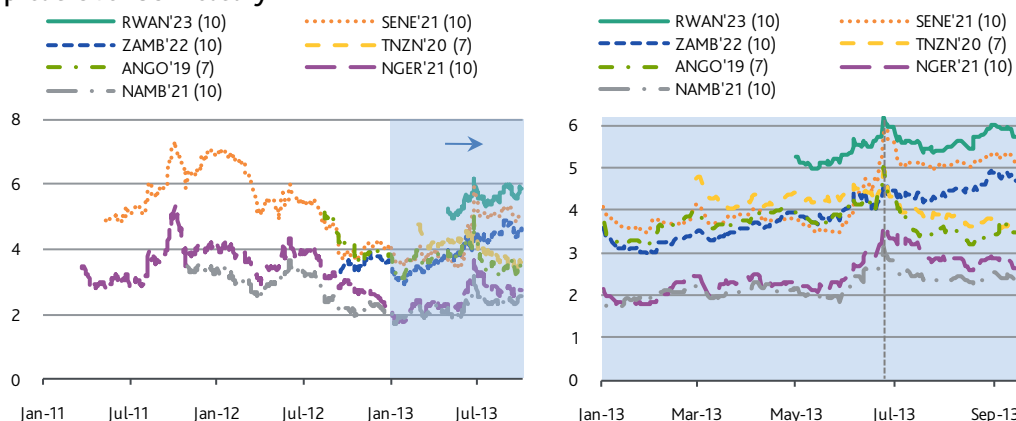 RWAN'23 (10) SENE'21 (10)
ZAMB'22 (10) TNZN'20 (7)
ANGO'19 (7) NGER'21 (10)
NAMB'21 (10)
8
6
4
2
0
Jan-11 Jul-11 Jan-12 Jul-12 Jan-13 Jul-13
RWAN'23 (10) SENE'21 (10)
ZAMB'22 (10) TNZN'20 (7)
ANGO'19 (7) NGER'21 (10)
NAMB'21 (10)
6
5
4
3
2
1
0
Jan-13 Mar-13 May-13 Jul-13 Sep-13